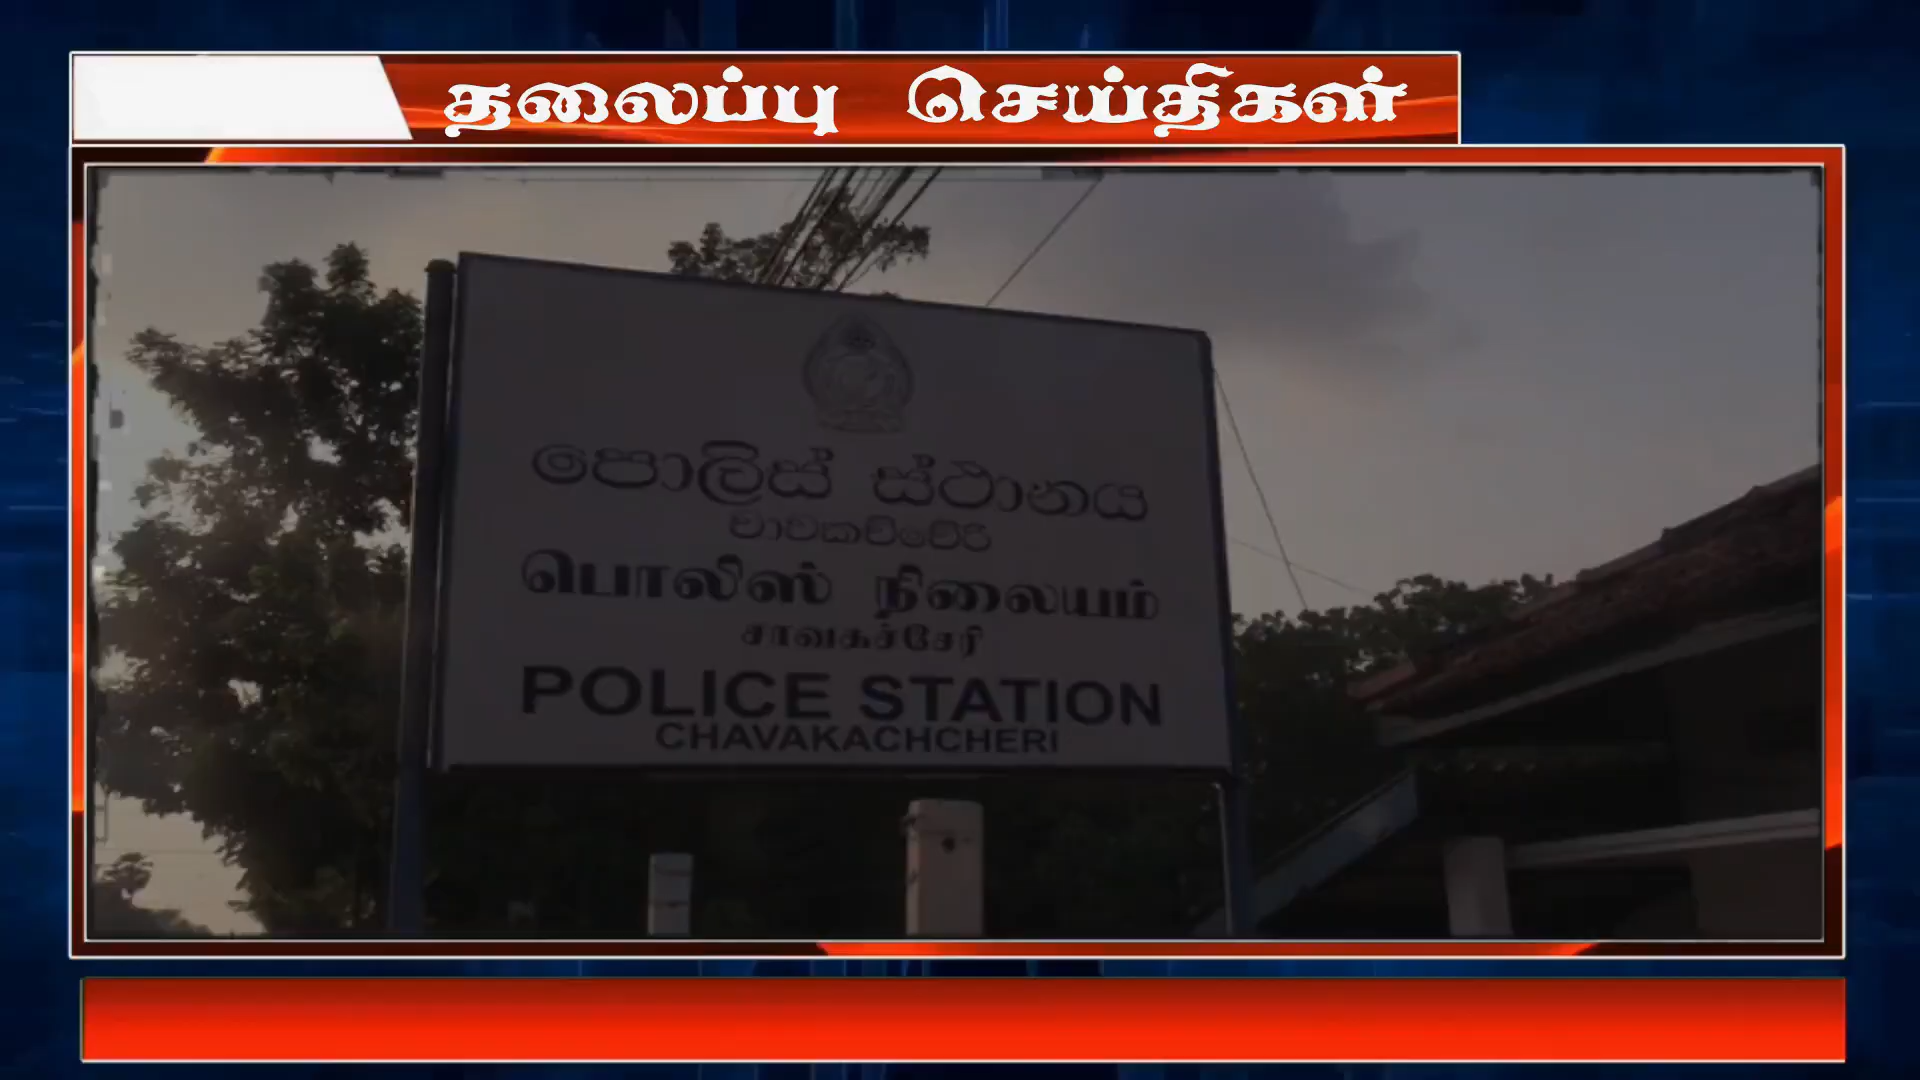 தலைப்பு செய்திகள்
පොලිස් ස්ථානය
චාවකච්චේරි
பொலிஸ் நிலையம்
சாவகச்சேரி
POLICE STATION
CHAVAKACHCHERI